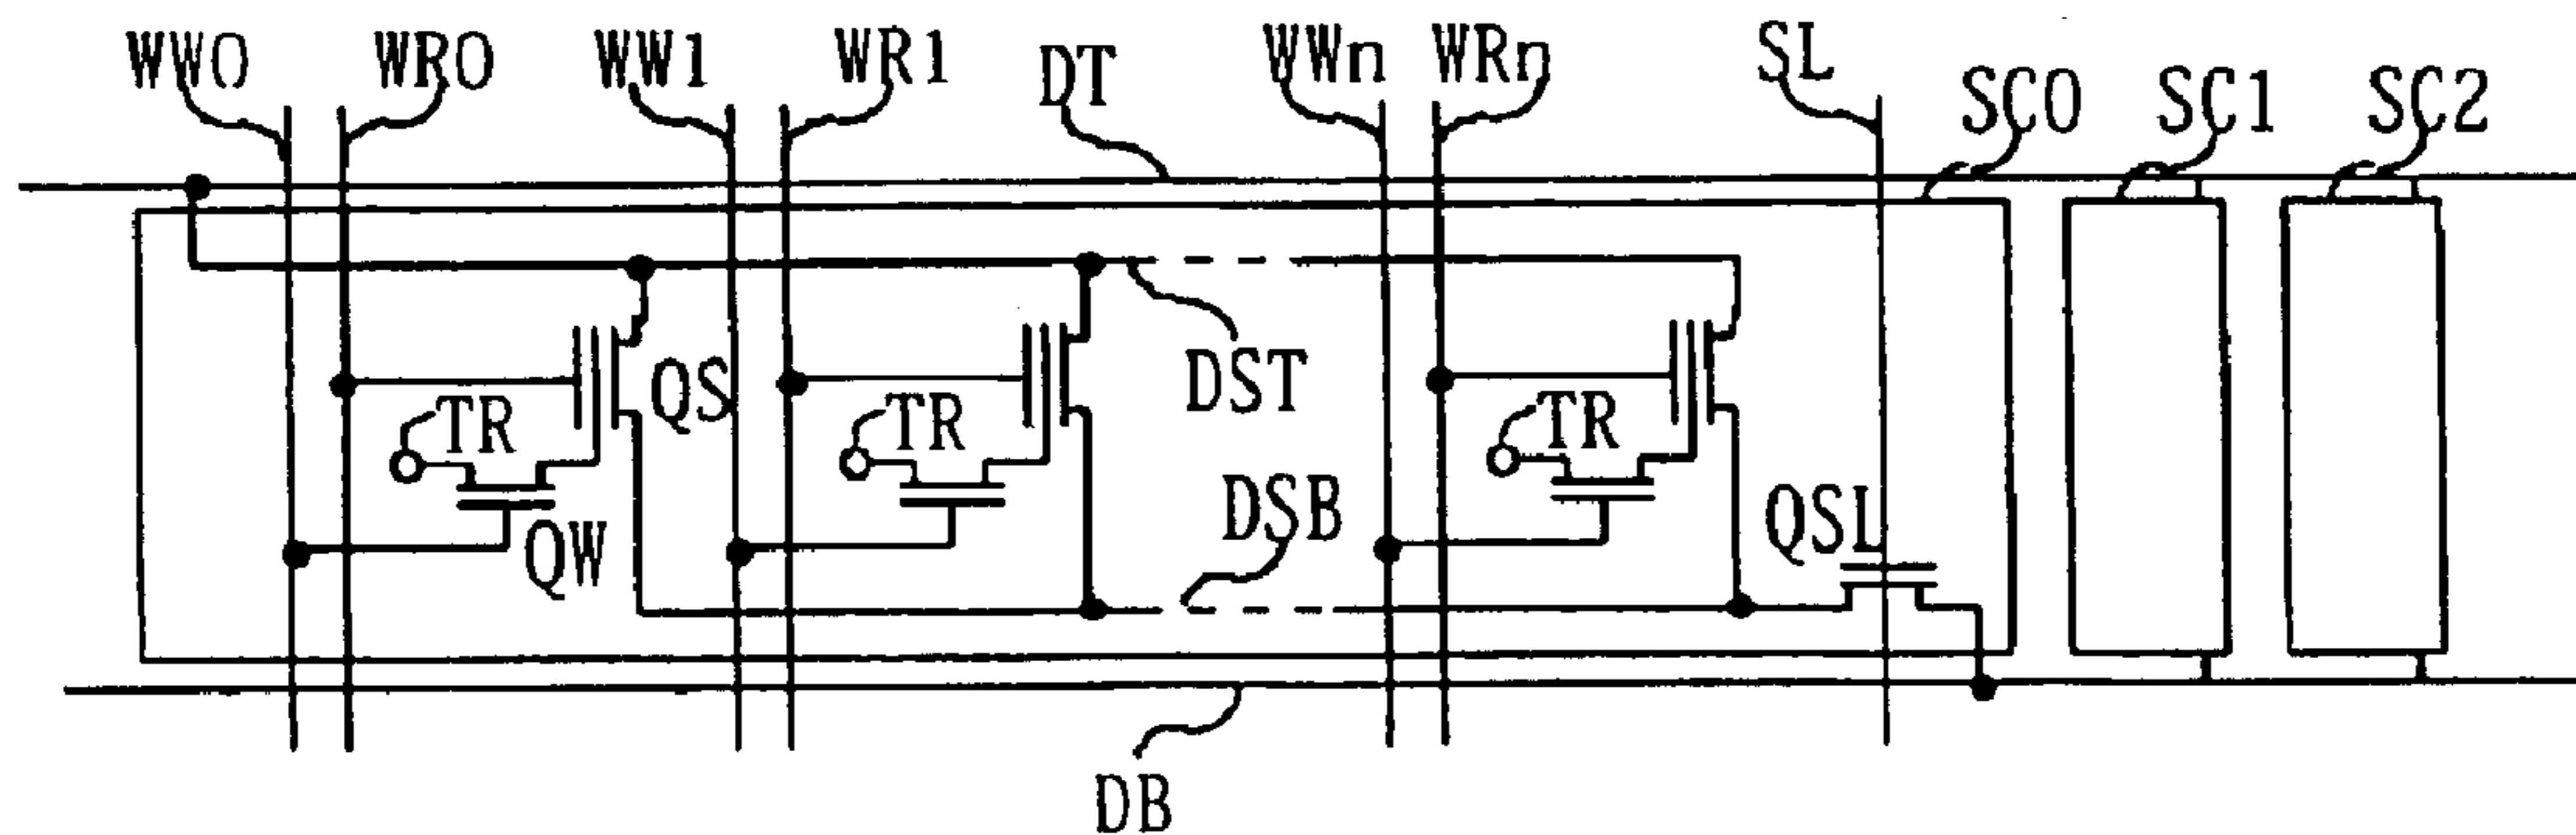 WW0 WR0 WW1 WR1 DT WWn WRn SL SC0 SC1 SC2
QS DST
TR TR TR
DSB QSL
QW
DB